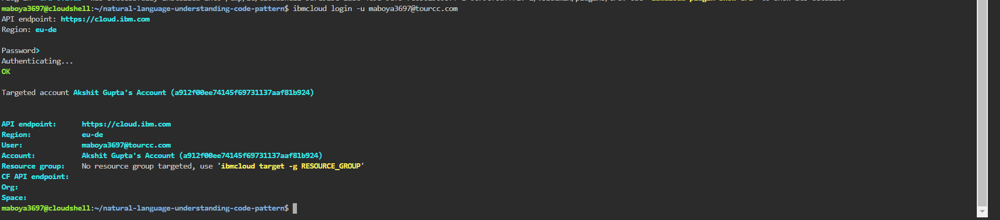 maboya3697@cloudshell:~/natural-language-understanding-code-pattern$ ibmcloud login -u maboya3697@tourcc.com
API endpoint: https://cloud.ibm.com
Region: eu-de
Password>
Authenticating...
OK
Targeted account Akshit Gupta's Account (a912f00ee74145f69731137aaf81b924)
API endpoint: https://cloud.ibm.com
Region: eu-de
User: maboya3697@tourcc.com
Account: Akshit Gupta's Account (a912f00ee74145f69731137aaf81b924)
Resource group: No resource group targeted, use 'ibmcloud target -g RESOURCE_GROUP'
CF API endpoint:
Org:
Space:
maboya3697@cloudshell:~/natural-language-understanding-code-pattern$